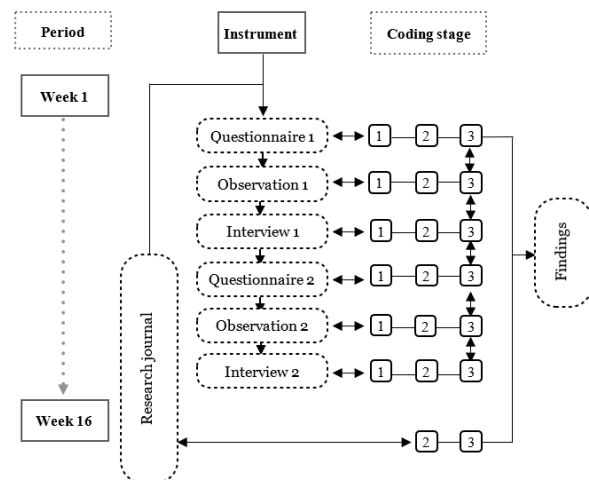 Period
Instrument
Coding stage
Week 1
Questionnaire 1
1 2 3
Observation 1
1 2 3
Interview 1
1 2 3
Questionnaire 2
1 2 3
Observation 2
1 2 3
Interview 2
1 2 3
Research journal
Findings
Week 16
2 3